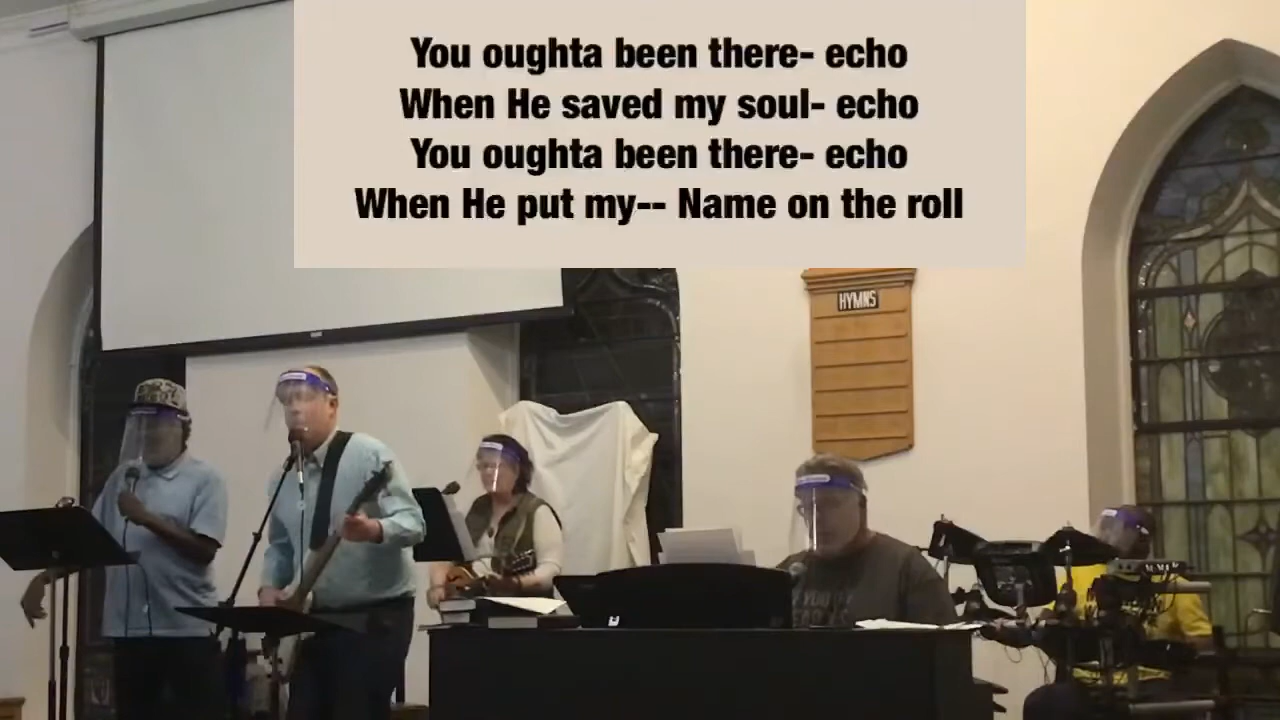 You oughta been there- echo
When He saved my soul- echo
You oughta been there- echo
When He put my-- Name on the roll
HYMNS